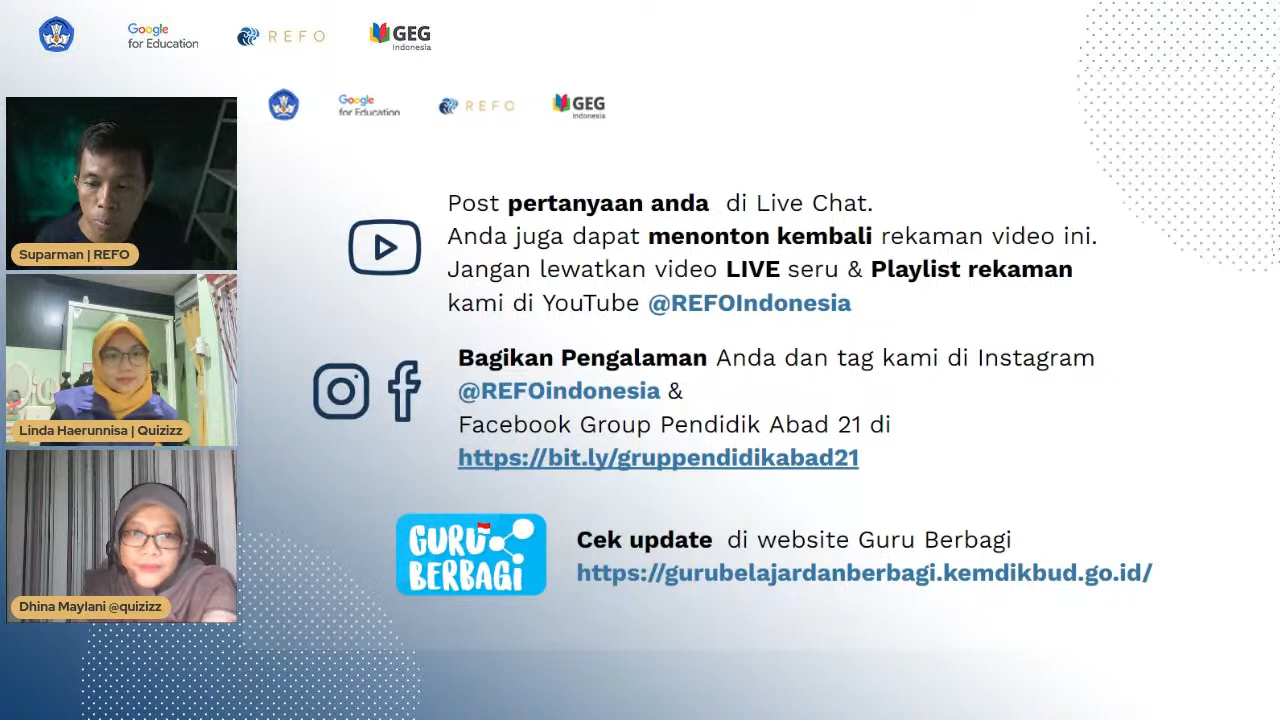 Google
for Education
REFO
GEG
Indonesia
Google
for Education
REFO
GEG
Indonesia
Suparman | REFO
Linda Haerunnisa | Quizizz
Dhina Maylani @quizizz
Post pertanyaan anda di Live Chat.
Anda juga dapat menonton kembali rekaman video ini.
Jangan lewatkan video LIVE seru & Playlist rekaman
kami di YouTube @REFOIndonesia
Bagikan Pengalaman Anda dan tag kami di Instagram
@REFOindonesia &
Facebook Group Pendidik Abad 21 di
https://bit.ly/gruppendidikabad21
GURU
BERBAGi
Cek update di website Guru Berbagi
https://gurubelajardanberbagi.kemdikbud.go.id/